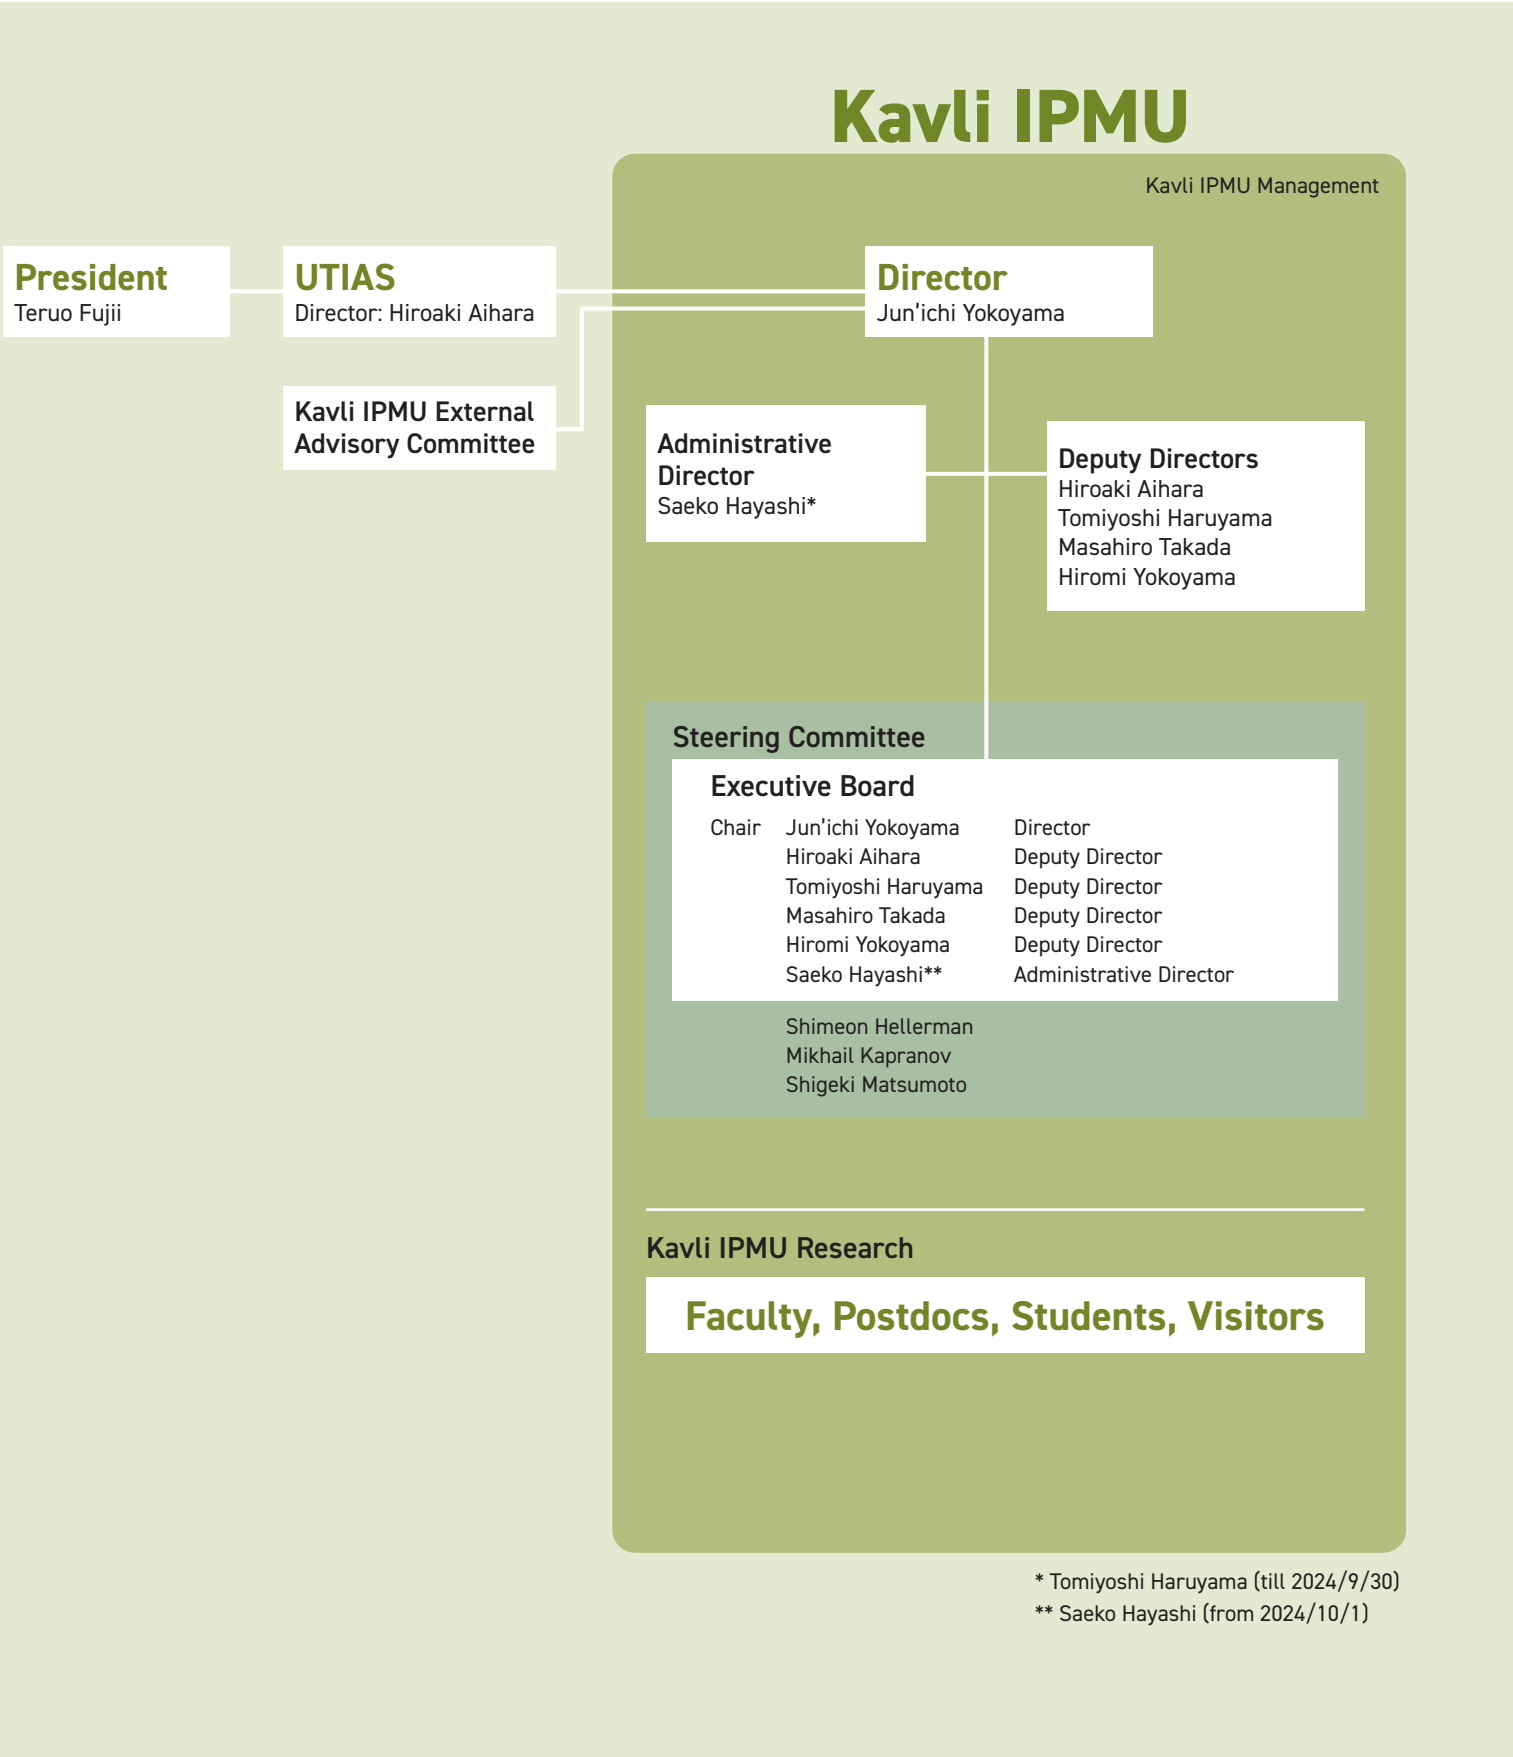 Kavli IPMU
Kavli IPMU Management
President
Teruo Fujii
UTIAS
Director: Hiroaki Aihara
Director
Jun’ichi Yokoyama
Kavli IPMU External
Advisory Committee
Administrative
Director
Saeko Hayashi*
Deputy Directors
Hiroaki Aihara
Tomiyoshi Haruyama
Masahiro Takada
Hiromi Yokoyama
Steering Committee
Executive Board
Chair Jun’ichi Yokoyama Director
Hiroaki Aihara Deputy Director
Tomiyoshi Haruyama Deputy Director
Masahiro Takada Deputy Director
Hiromi Yokoyama Deputy Director
Saeko Hayashi** Administrative Director
Shimeon Hellerman
Mikhail Kapranov
Shigeki Matsumoto
Kavli IPMU Research
Faculty, Postdocs, Students, Visitors
* Tomiyoshi Haruyama (till 2024/9/30)
** Saeko Hayashi (from 2024/10/1)